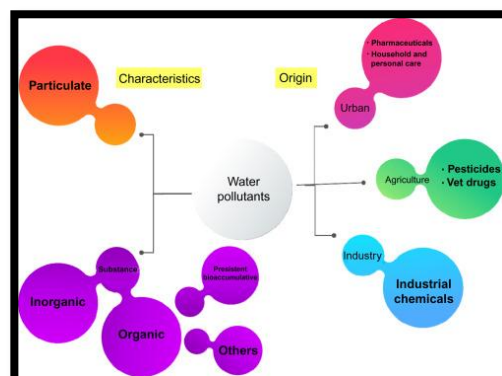 Particulate
Characteristics
Origin
• Pharmaceuticals
• Household and
personal care
Urban
Water
pollutants
Agriculture
• Pesticides
• Vet drugs
Industry
Industrial
chemicals
Substance
Inorganic
Organic
Presistent
bioaccumulative
Others